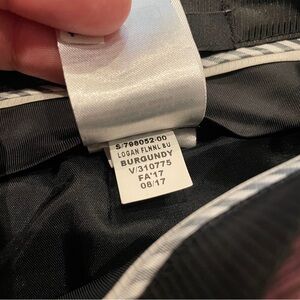 S/798052-00
LOGAN FLNNL BU
BURGUNDY
V/310775
FA'17
08/17